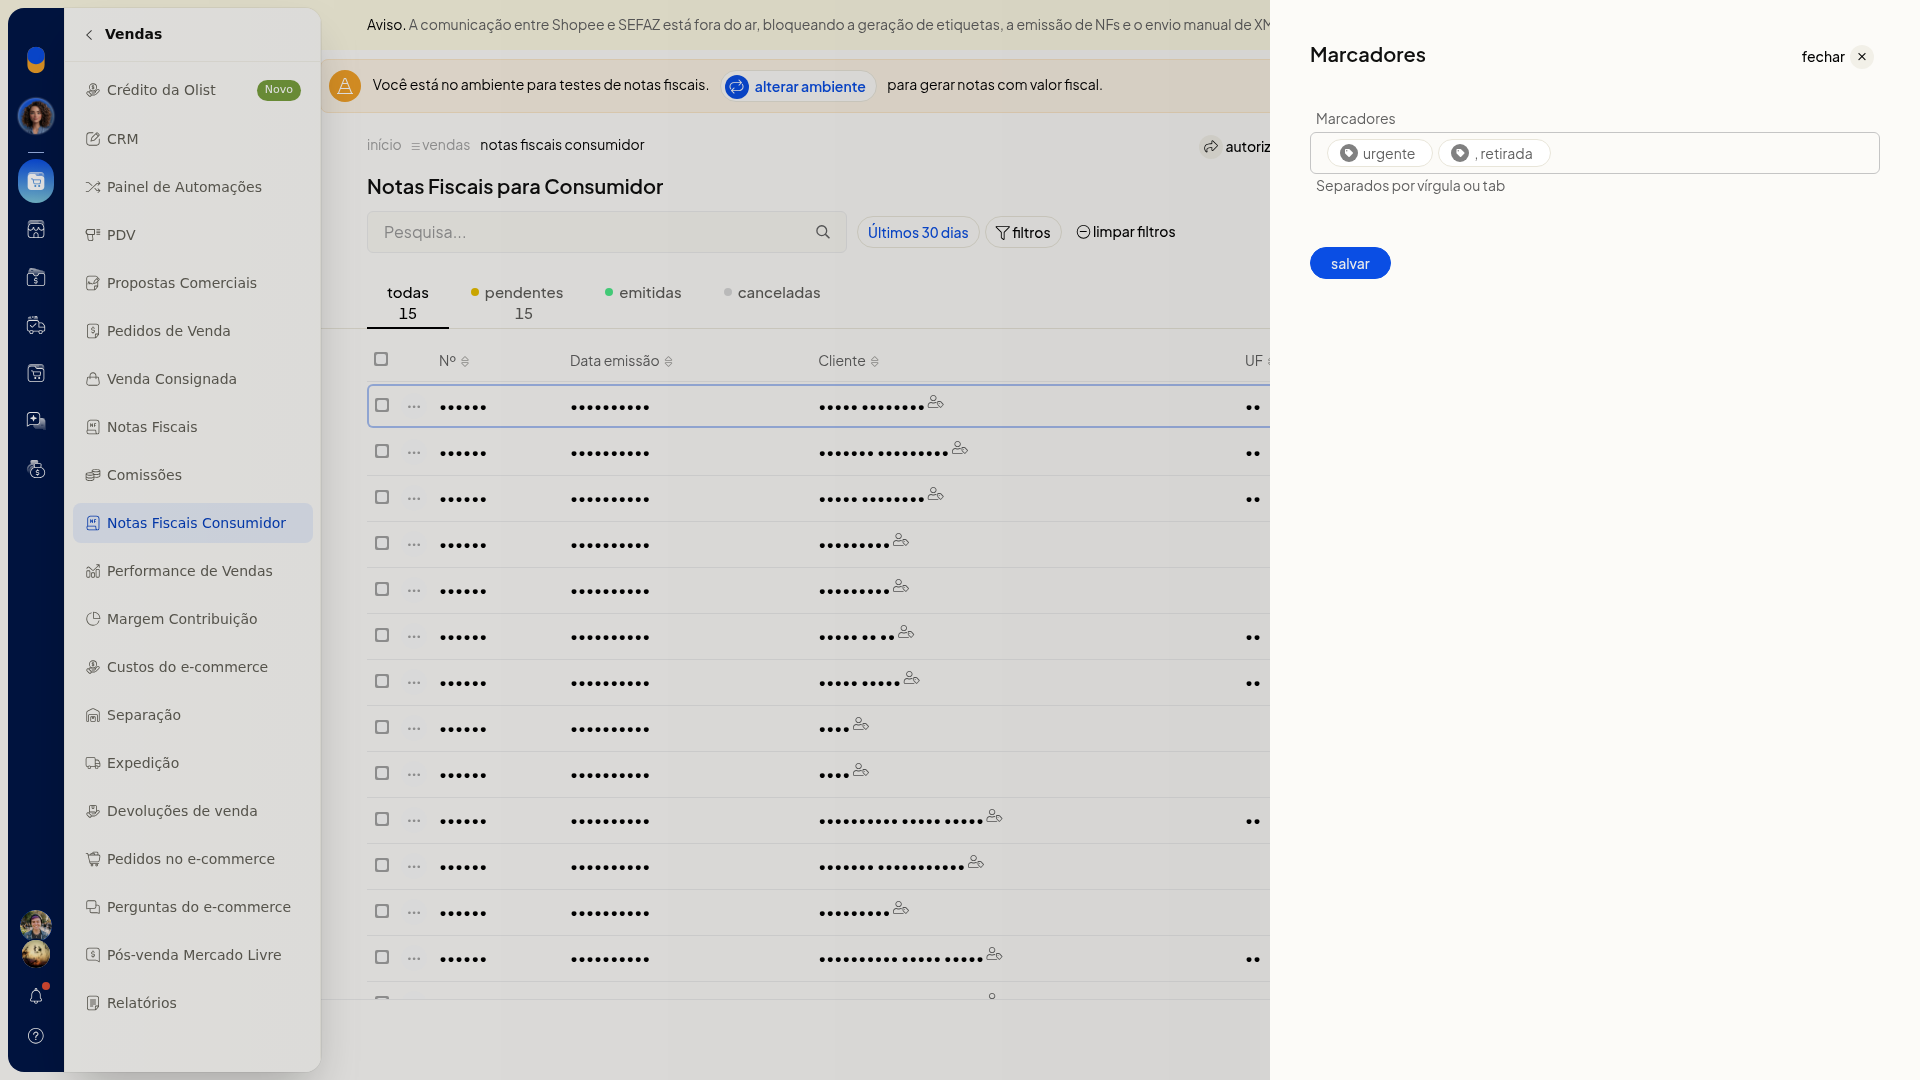 Vendas
Crédito da Olist
Novo
CRM
Painel de Automações
PDV
Propostas Comerciais
Pedidos de Venda
Venda Consignada
Notas Fiscais
Comissões
Notas Fiscais Consumidor
Performance de Vendas
Margem Contribuição
Custos do e-commerce
Separação
Expedição
Devoluções de venda
Pedidos no e-commerce
Perguntas do e-commerce
Pós-venda Mercado Livre
Relatórios
Aviso. A comunicação entre Shopee e SEFAZ está fora do ar, bloqueando a geração de etiquetas, a emissão de NFs e o envio manual de XM
Você está no ambiente para testes de notas fiscais. alterar ambiente para gerar notas com valor fiscal.
início vendas notas fiscais consumidor
autoriz
Notas Fiscais para Consumidor
Pesquisa...
Últimos 30 dias
filtros
limpar filtros
todas 15
pendentes 15
emitidas
canceladas
Nº Data emissão Cliente UF
•••••• •••••••••• ••••• •••••••• ••
•••••• •••••••••• ••••••• ••••••••• ••
•••••• •••••••••• ••••• •••••••• ••
•••••• •••••••••• •••••••••
•••••• •••••••••• •••••••••
•••••• •••••••••• ••••• •• •• ••
•••••• •••••••••• ••••• ••••• ••
•••••• •••••••••• ••••
•••••• •••••••••• ••••
•••••• •••••••••• •••••••••• ••••• ••••• ••
•••••• •••••••••• ••••••• •••••••••••
•••••• •••••••••• •••••••••
•••••• •••••••••• •••••••••• ••••• ••••• ••
Marcadores
fechar
Marcadores
urgente
, retirada
Separados por vírgula ou tab
salvar